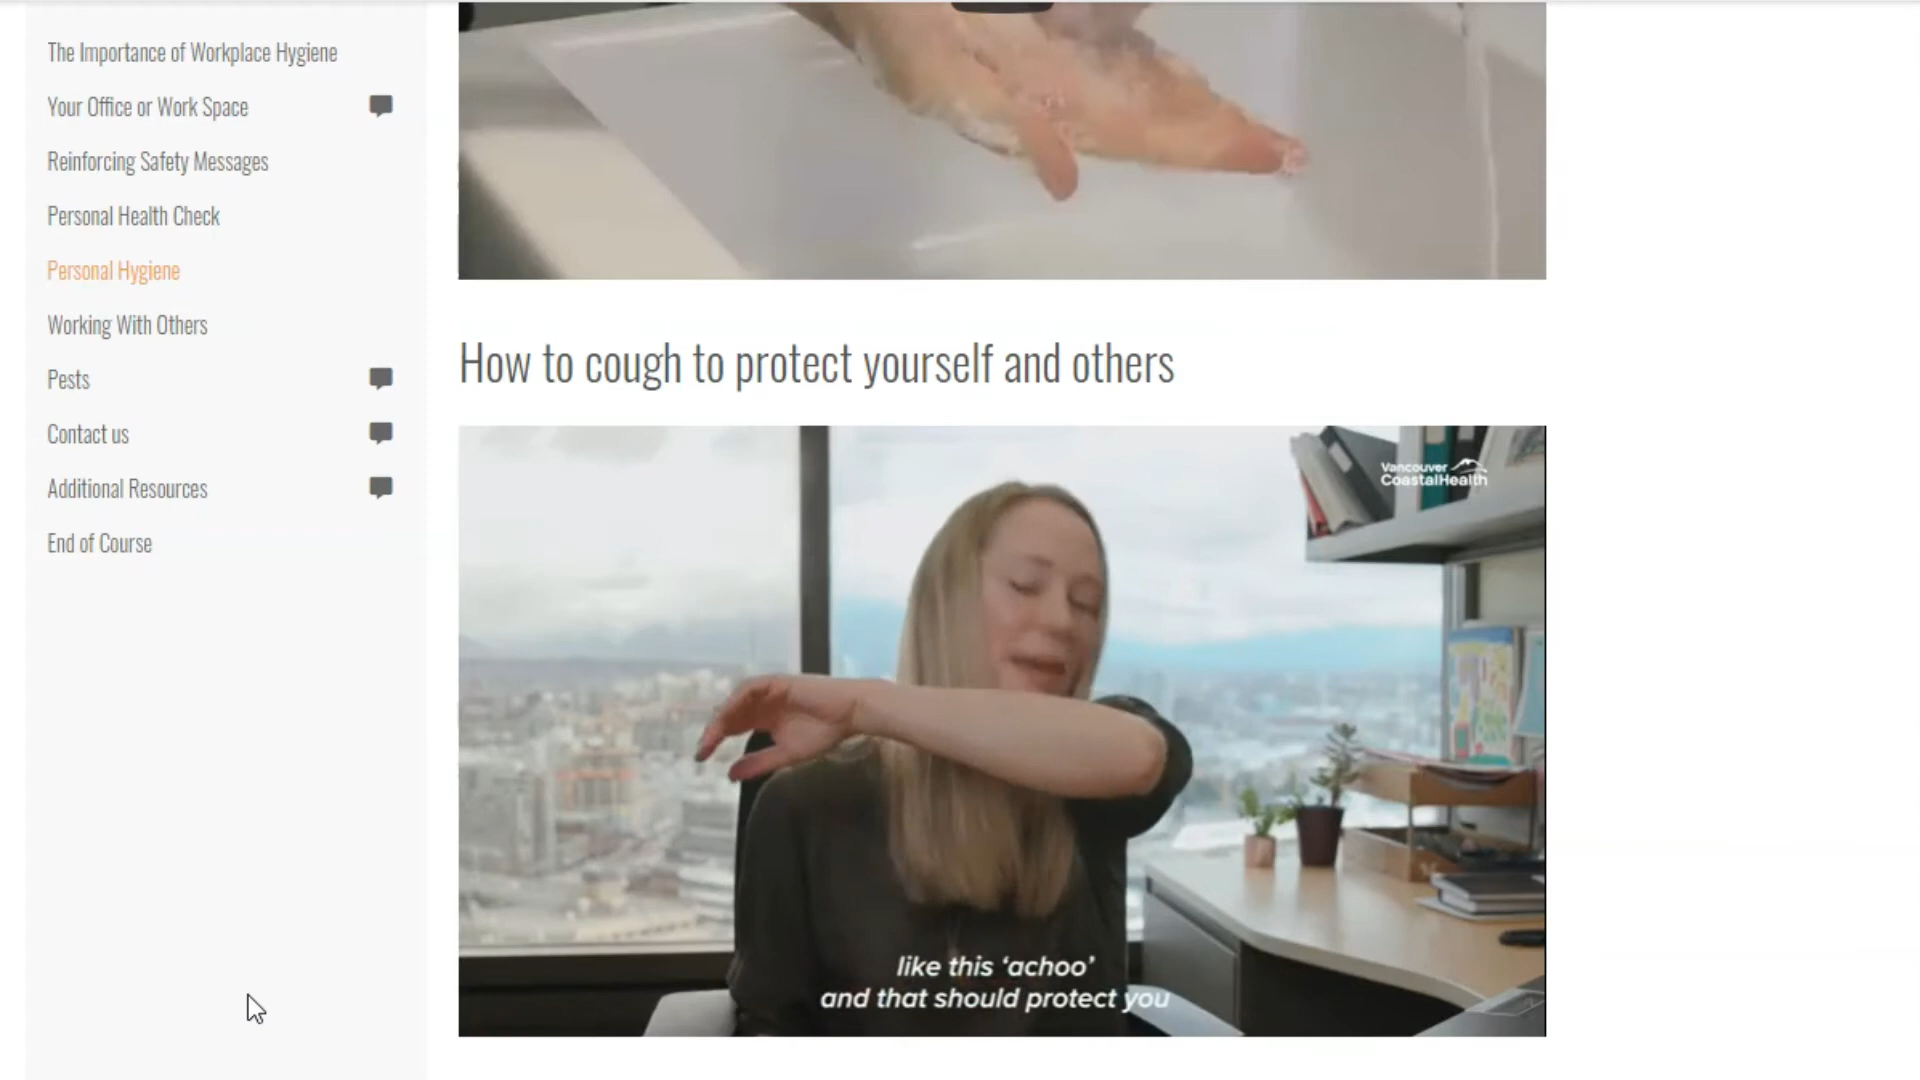 The Importance of Workplace Hygiene
Your Office or Work Space
Reinforcing Safety Messages
Personal Health Check
Personal Hygiene
Working With Others
Pests
Contact us
Additional Resources
End of Course
How to cough to protect yourself and others
Vancouver
CoastalHealth
like this ‘achoo’
and that should protect you